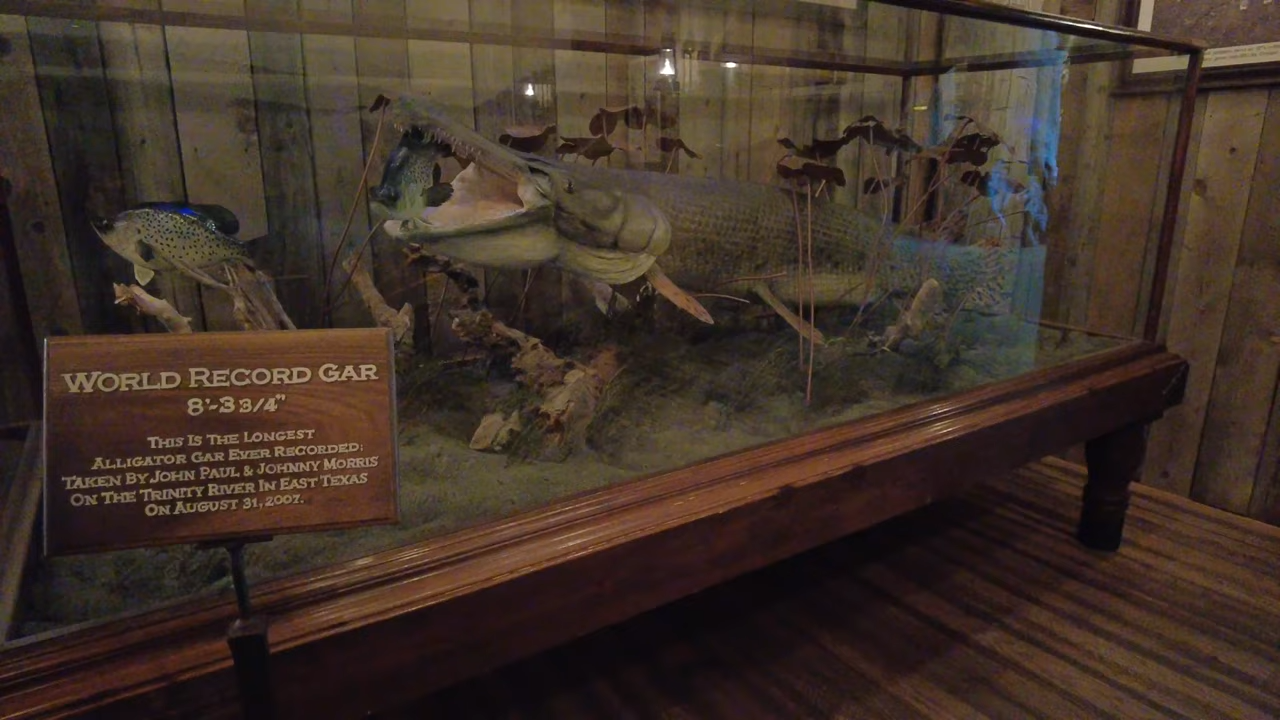 WORLD RECORD GAR
8'-3 3/4"
THIS IS THE LONGEST
ALLIGATOR GAR EVER RECORDED;
TAKEN BY JOHN PAUL & JOHNNY MORRIS
ON THE TRINITY RIVER IN EAST TEXAS
ON AUGUST 31, 2007.